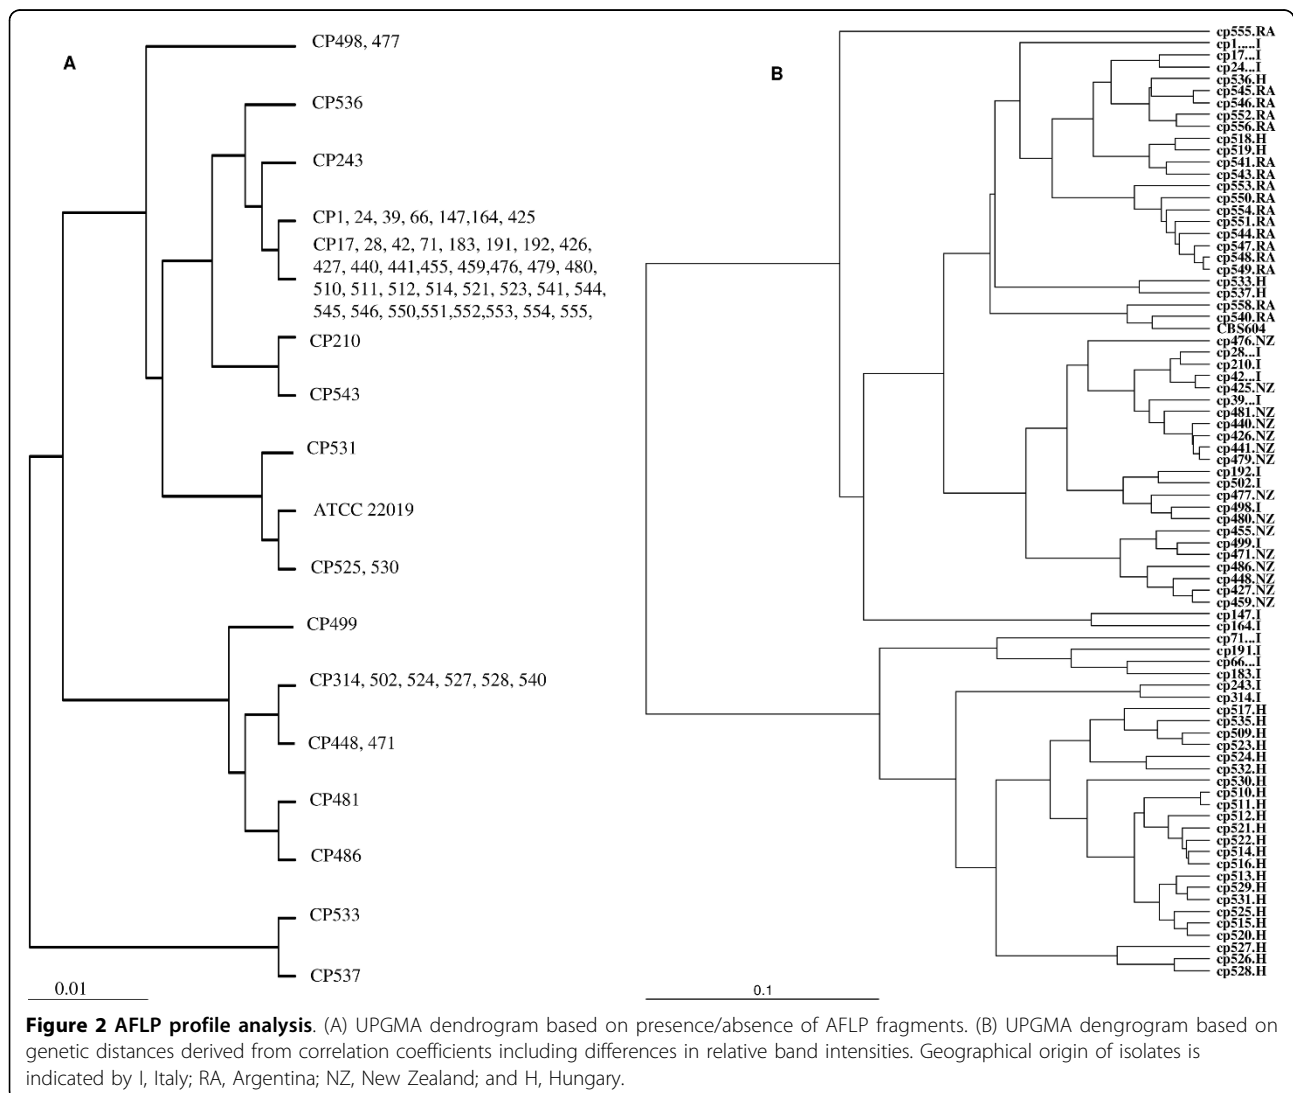 A
CP498, 477
CP536
CP243
CP1, 24, 39, 66, 147,164, 425
CP17, 28, 42, 71, 183, 191, 192, 426,
427, 440, 441,455, 459,476, 479, 480,
510, 511, 512, 514, 521, 523, 541, 544,
545, 546, 550,551,552,553, 554, 555,
CP210
CP543
CP531
ATCC 22019
CP525, 530
CP499
CP314, 502, 524, 527, 528, 540
CP448, 471
CP481
CP486
CP533
CP537
0.01
B
cp555.RA
cp1.....I
cp17...I
cp24...I
cp536.H
cp545.RA
cp546.RA
cp552.RA
cp556.RA
cp518.H
cp519.H
cp541.RA
cp543.RA
cp553.RA
cp550.RA
cp554.RA
cp551.RA
cp544.RA
cp547.RA
cp548.RA
cp549.RA
cp533.H
cp537.H
cp558.RA
cp540.RA
CBS604
cp476.NZ
cp28...I
cp210.I
cp42...I
cp425.NZ
cp39...I
cp481.NZ
cp440.NZ
cp426.NZ
cp441.NZ
cp479.NZ
cp192.I
cp502.I
cp477.NZ
cp498.I
cp480.NZ
cp455.NZ
cp499.I
cp471.NZ
cp486.NZ
cp448.NZ
cp427.NZ
cp459.NZ
cp147.I
cp164.I
cp71...I
cp191.I
cp66...I
cp183.I
cp243.I
cp314.I
cp517.H
cp535.H
cp509.H
cp523.H
cp524.H
cp532.H
cp530.H
cp510.H
cp511.H
cp512.H
cp521.H
cp522.H
cp514.H
cp516.H
cp513.H
cp529.H
cp531.H
cp525.H
cp515.H
cp520.H
cp527.H
cp526.H
cp528.H
0.1
Figure 2 AFLP profile analysis. (A) UPGMA dendrogram based on presence/absence of AFLP fragments. (B) UPGMA dengrogram based on
genetic distances derived from correlation coefficients including differences in relative band intensities. Geographical origin of isolates is
indicated by I, Italy; RA, Argentina; NZ, New Zealand; and H, Hungary.